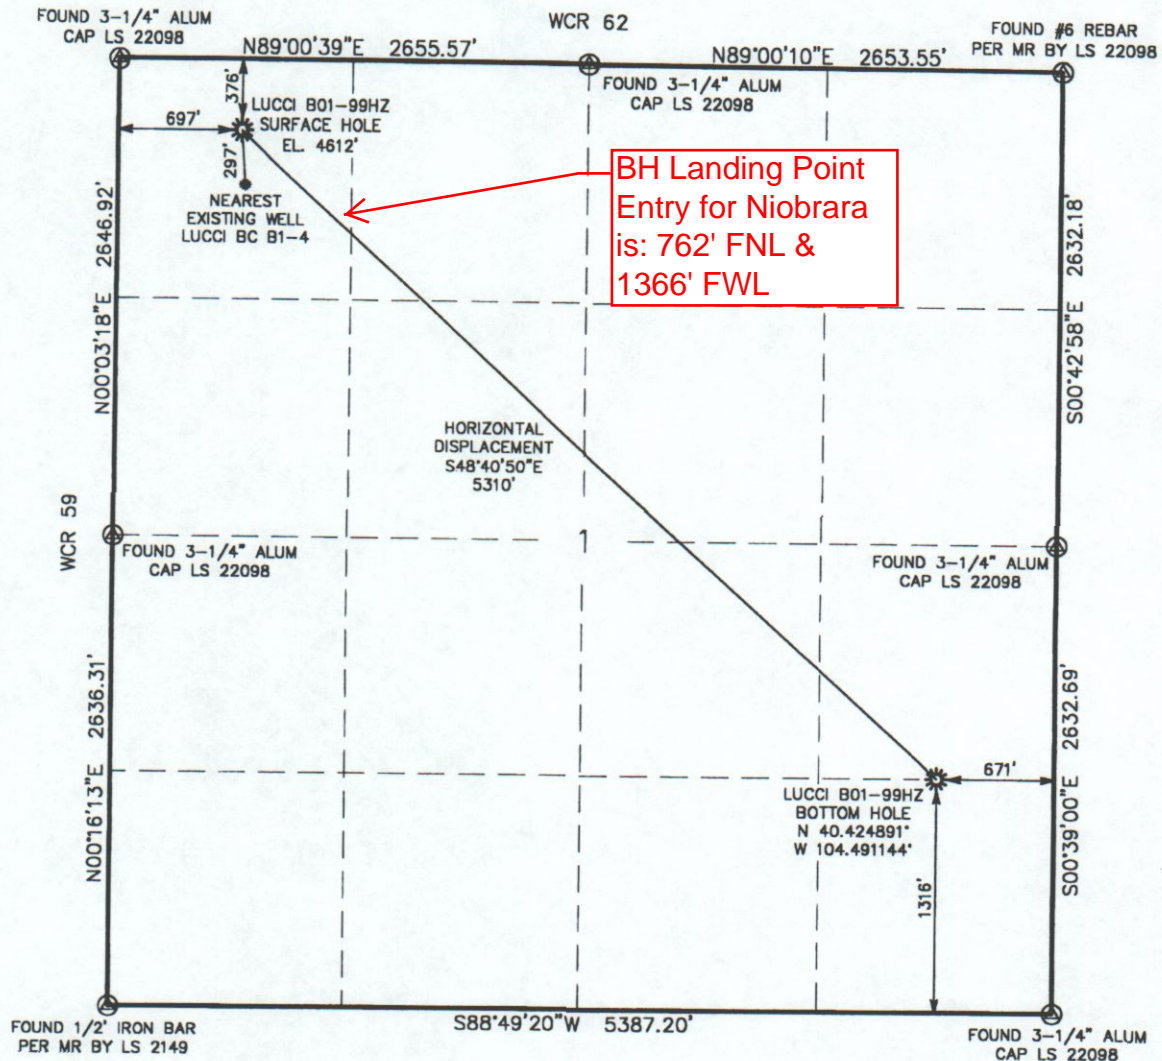 WCR 62
FOUND 3-1/4" ALUM
CAP LS 22098
N89°00'39"E 2655.57'
N89°00'10"E 2653.55'
FOUND #6 REBAR
PER MR BY LS 22098
FOUND 3-1/4" ALUM
CAP LS 22098
376'
697'
LUCCI B01-99HZ
SURFACE HOLE
EL. 4612'
297'
NEAREST
EXISTING WELL
LUCCI BC B1-4
BH Landing Point
Entry for Niobrara
is: 762' FNL &
1366' FWL
N00°03'18"E 2646.92'
S00°42'58"E 2632.18'
HORIZONTAL
DISPLACEMENT
S48°40'50"E
5310'
WCR 59
FOUND 3-1/4" ALUM
CAP LS 22098
1
FOUND 3-1/4" ALUM
CAP LS 22098
N00°16'13"E 2636.31'
S00°39'00"E 2632.69'
671'
LUCCI B01-99HZ
BOTTOM HOLE
N 40.424891°
W 104.491144°
1316'
FOUND 1/2' IRON BAR
PER MR BY LS 2149
S88°49'20"W 5387.20'
FOUND 3-1/4" ALUM
CAP LS 22098